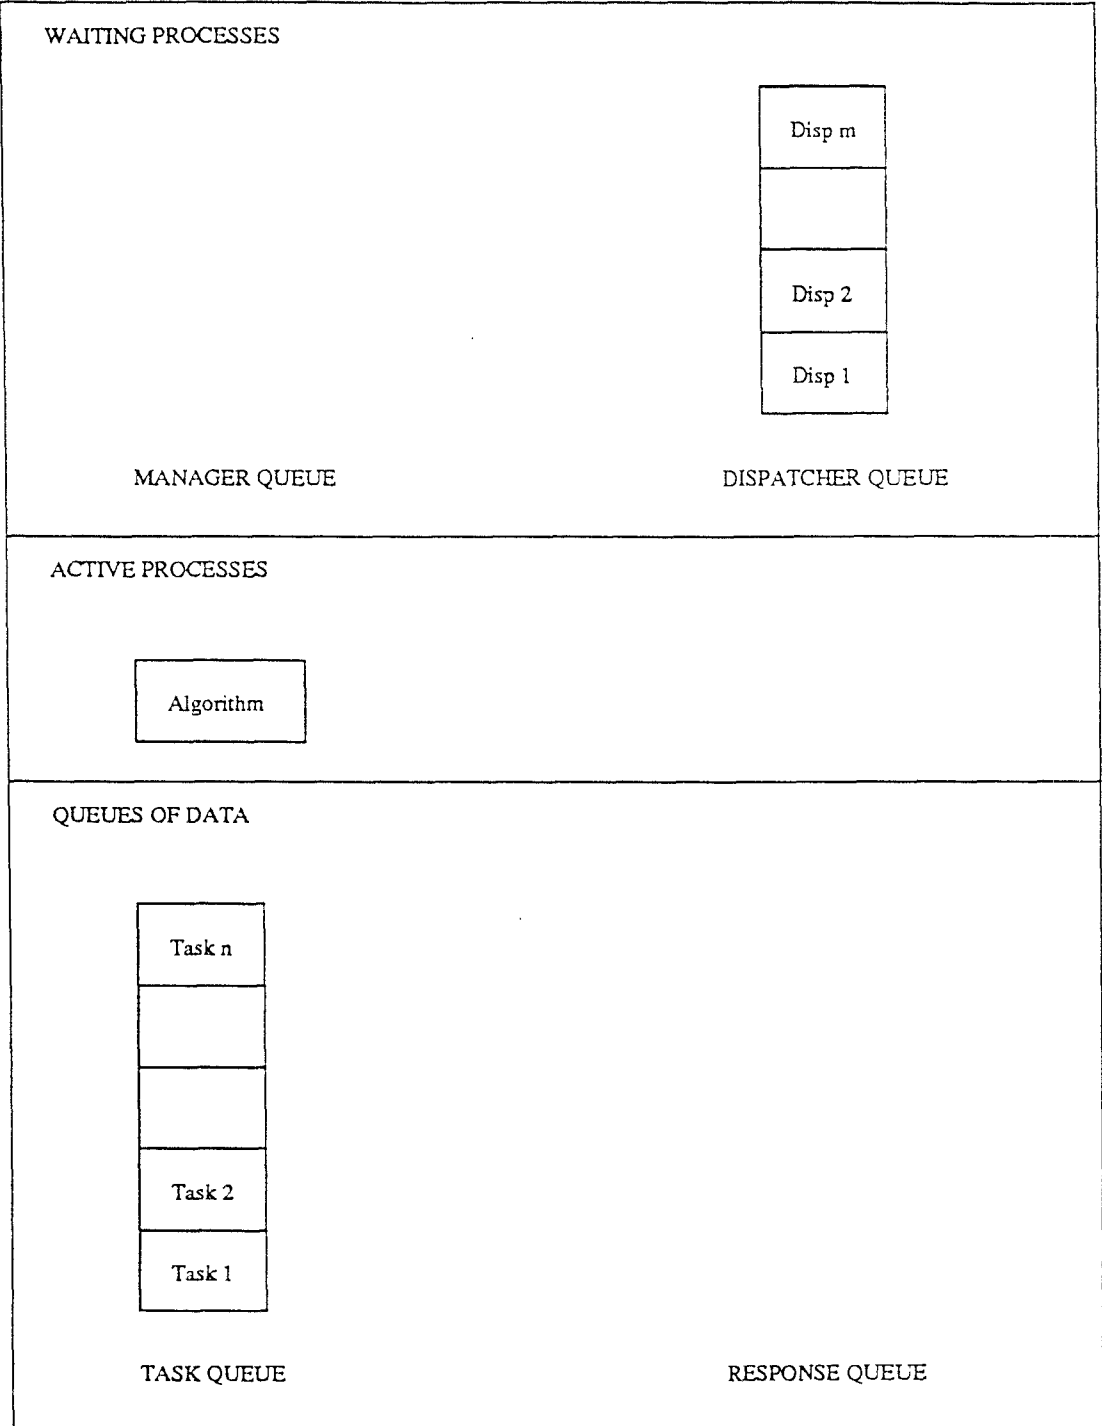 WAITING PROCESSES
Disp m
Disp 2
Disp 1
MANAGER QUEUE
DISPATCHER QUEUE
ACTIVE PROCESSES
Algorithm
QUEUES OF DATA
Task n
Task 2
Task 1
TASK QUEUE
RESPONSE QUEUE